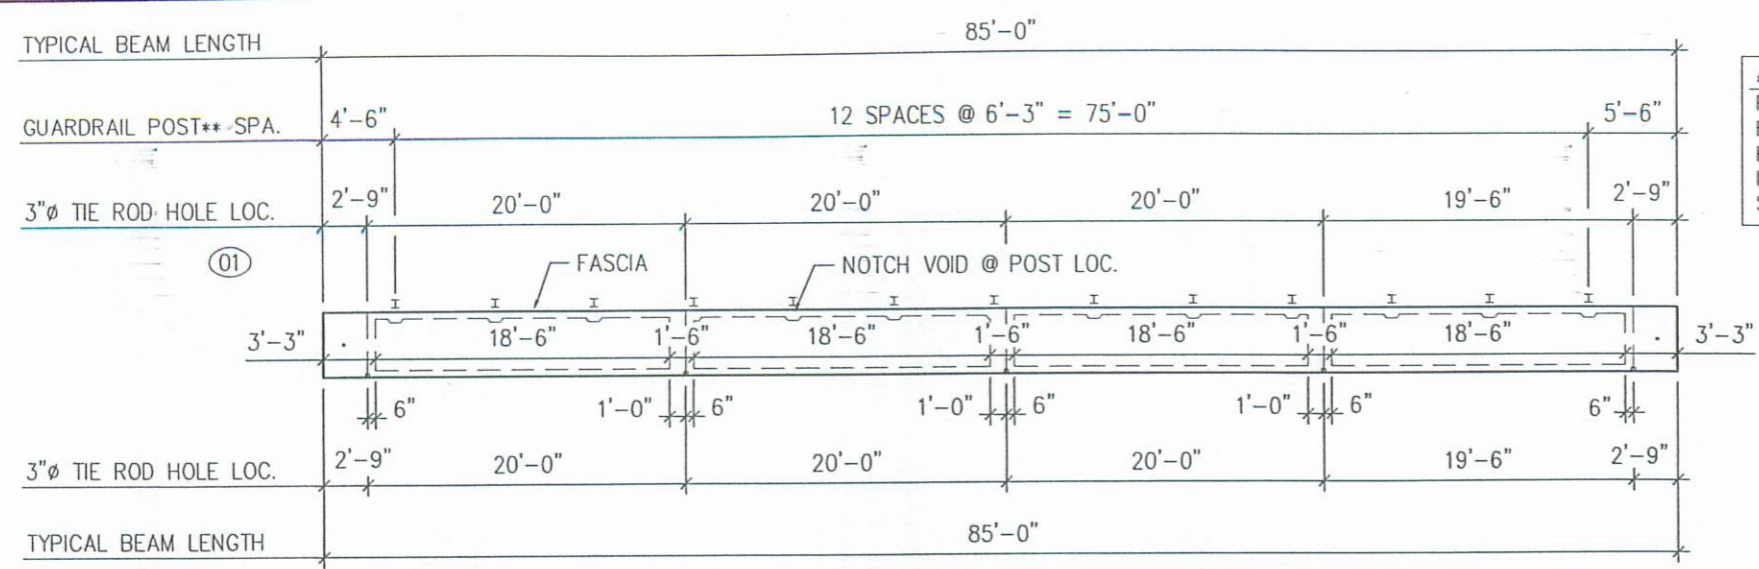 TYPICAL BEAM LENGTH 85'-0"
GUARDRAIL POST** SPA. 4'-6" 12 SPACES @ 6'-3" = 75'-0" 5'-6"
3"ø TIE ROD HOLE LOC. 2'-9" 20'-0" 20'-0" 20'-0" 19'-6" 2'-9"
01 FASCIA NOTCH VOID @ POST LOC.
3'-3" 18'-6" 1'-6" 18'-6" 1'-6" 18'-6" 1'-6" 18'-6" 3'-3"
6" 1'-0" 6" 1'-0" 6" 1'-0" 6" 6"
3"ø TIE ROD HOLE LOC. 2'-9" 20'-0" 20'-0" 20'-0" 19'-6" 2'-9"
TYPICAL BEAM LENGTH 85'-0"